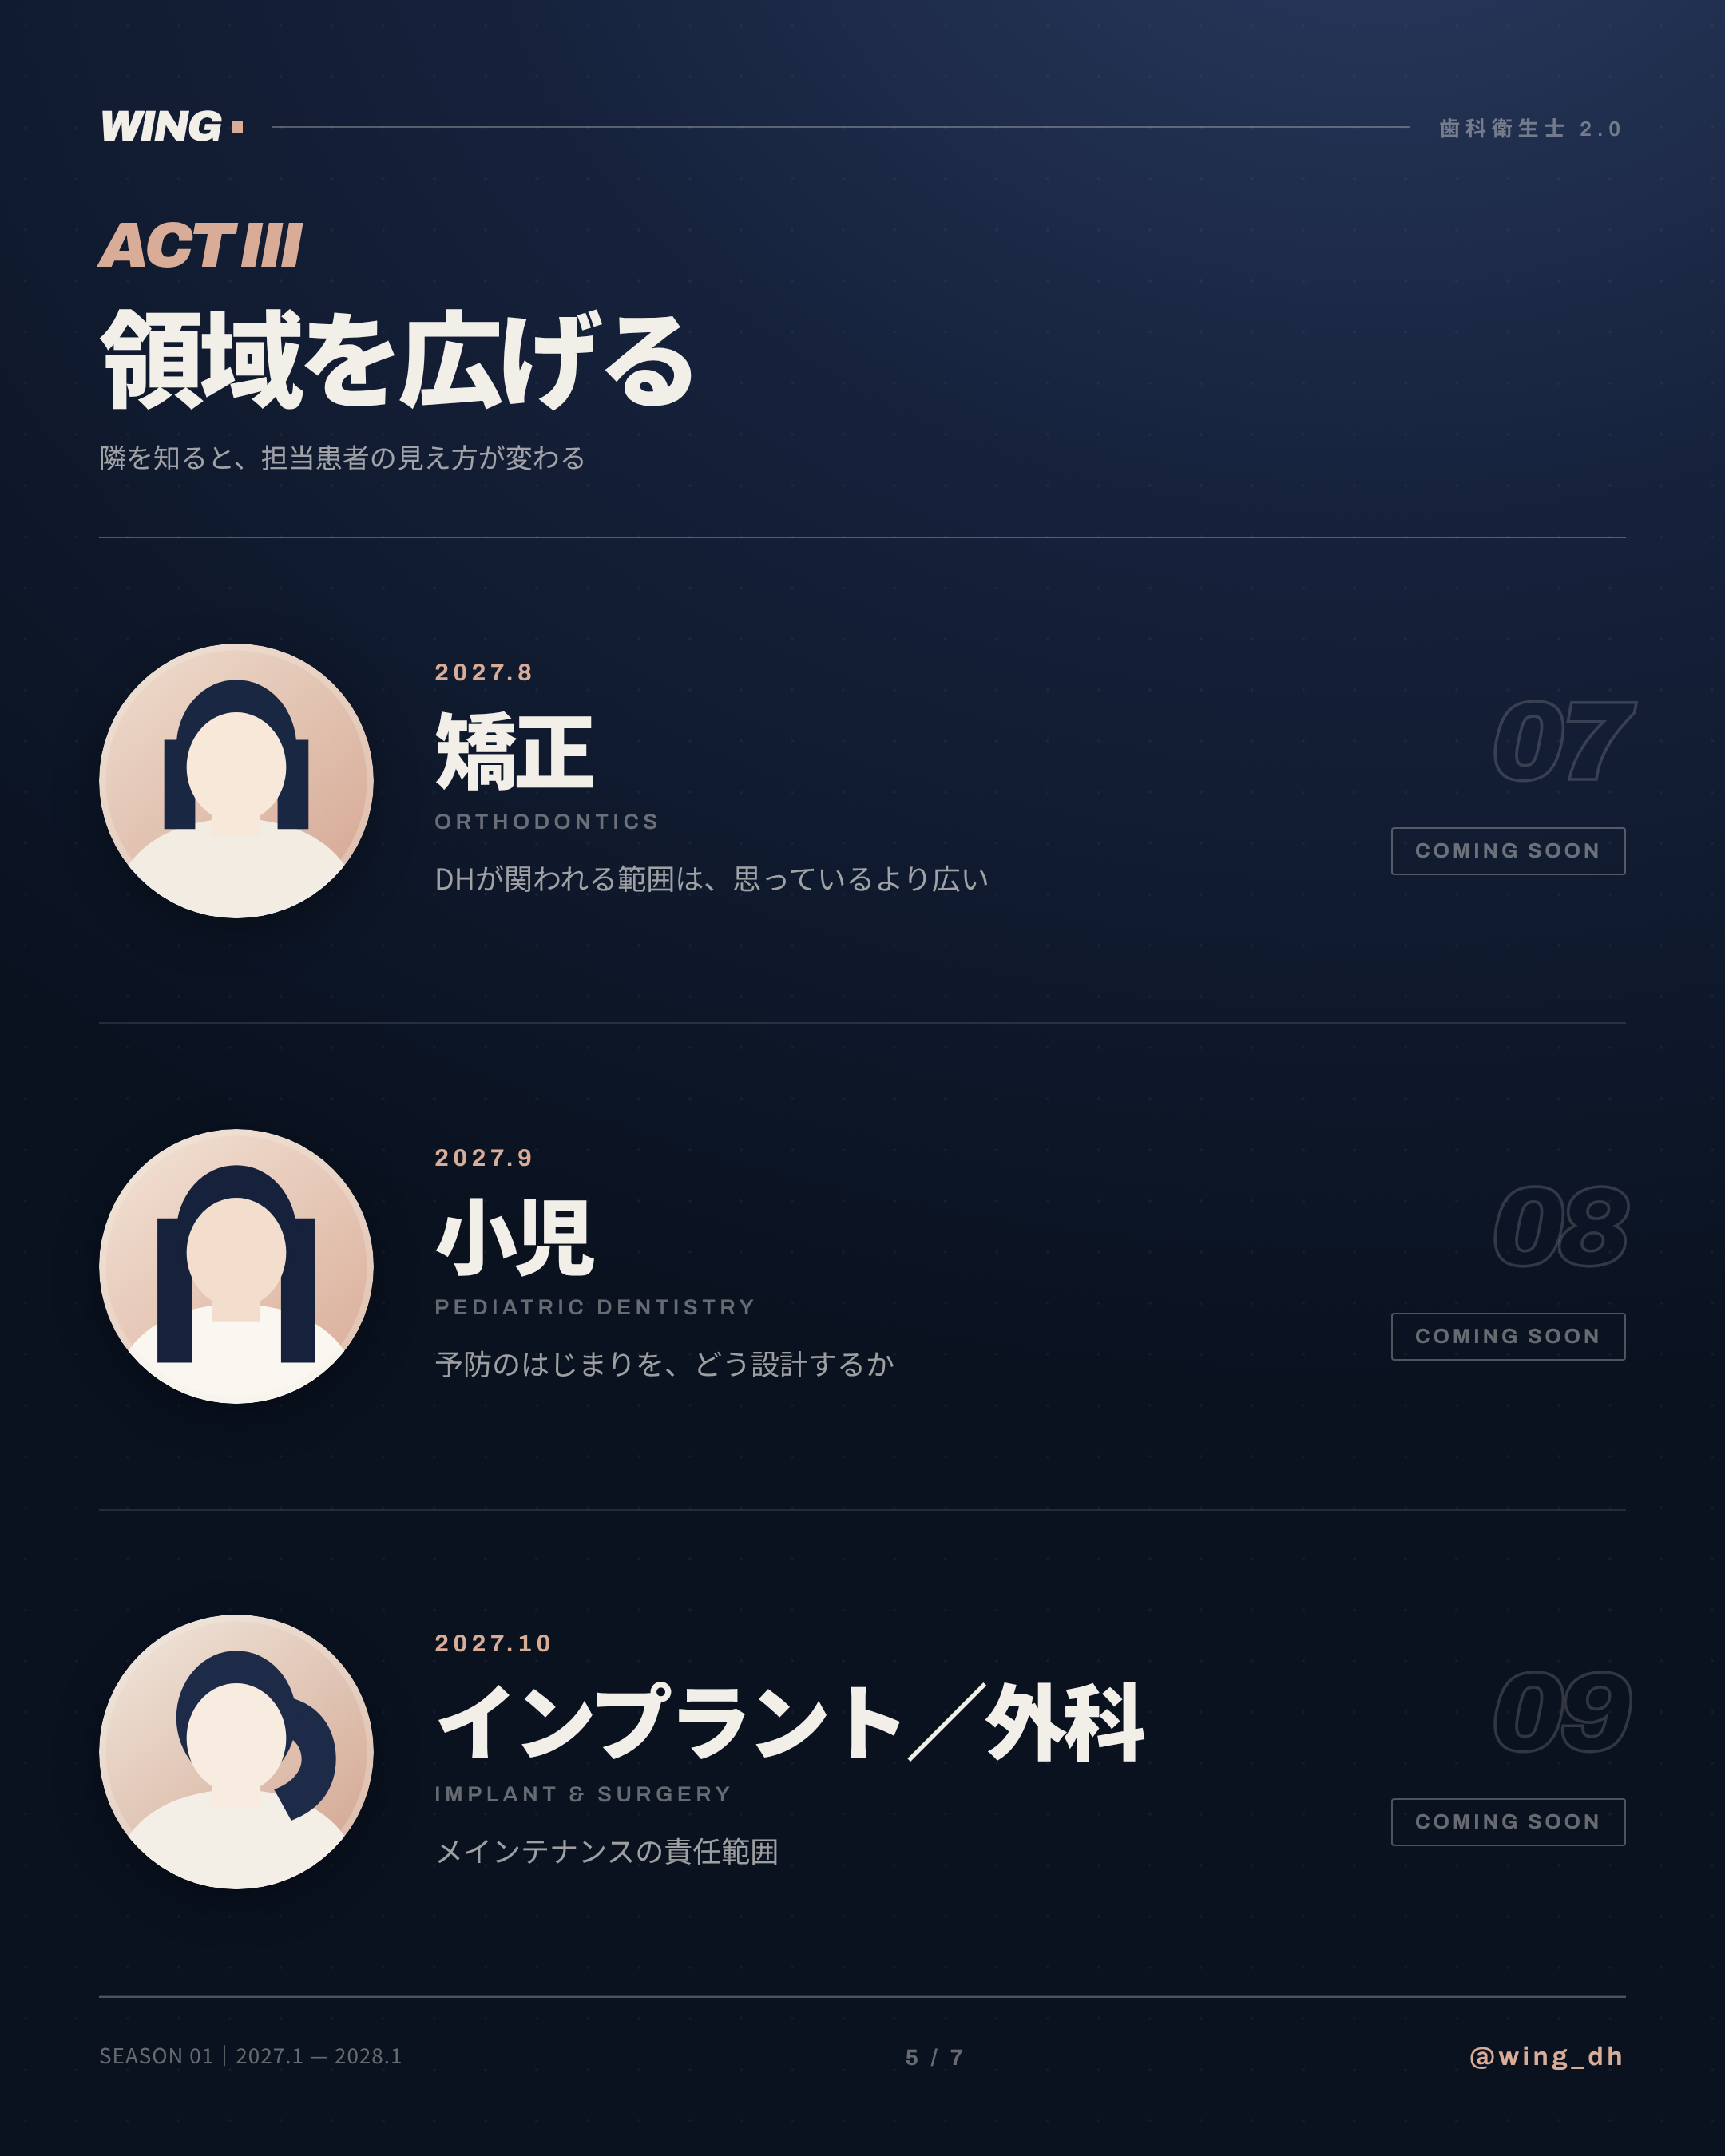 WING
歯科衛生士 2.0
ACT III
領域を広げる
隣を知ると、担当患者の見え方が変わる
2027.8
矯正
ORTHODONTICS
DHが関われる範囲は、思っているより広い
07
COMING SOON
2027.9
小児
PEDIATRIC DENTISTRY
予防のはじまりを、どう設計するか
08
COMING SOON
2027.10
インプラント／外科
IMPLANT & SURGERY
メインテナンスの責任範囲
09
COMING SOON
SEASON 01｜2027.1 — 2028.1
5 / 7
@wing_dh